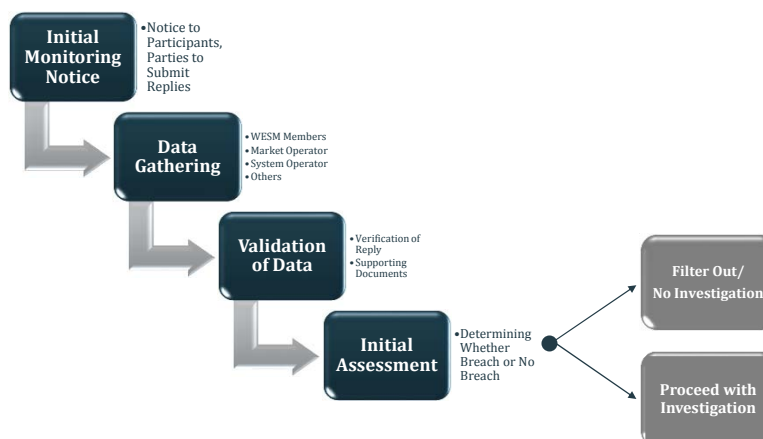 Initial
Monitoring
Notice
•Notice to
Participants,
Parties to
Submit
Replies
Data
Gathering
•WESM Members
•Market Operator
•System Operator
•Others
Validation
of Data
•Verification of
Reply
•Supporting
Documents
Initial
Assessment
•Determining
Whether
Breach or No
Breach
Filter Out/
No Investigation
Proceed with
Investigation